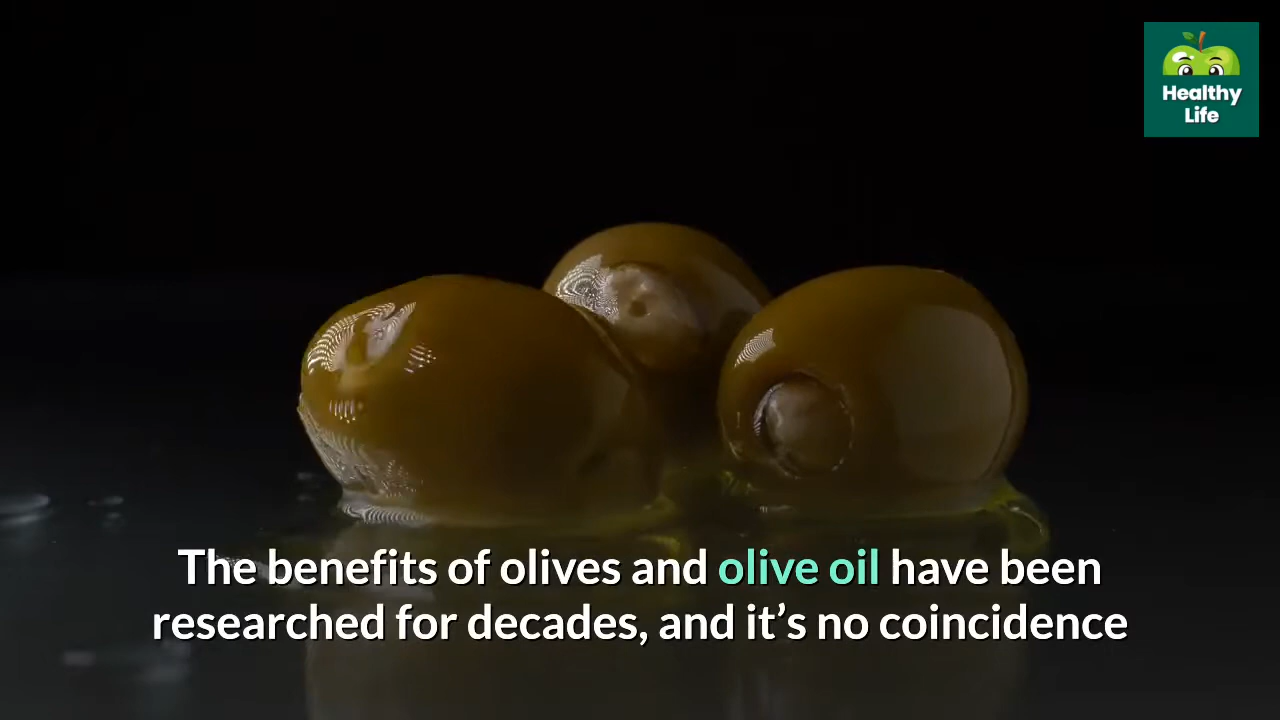 Healthy
Life
The benefits of olives and olive oil have been
researched for decades, and it's no coincidence